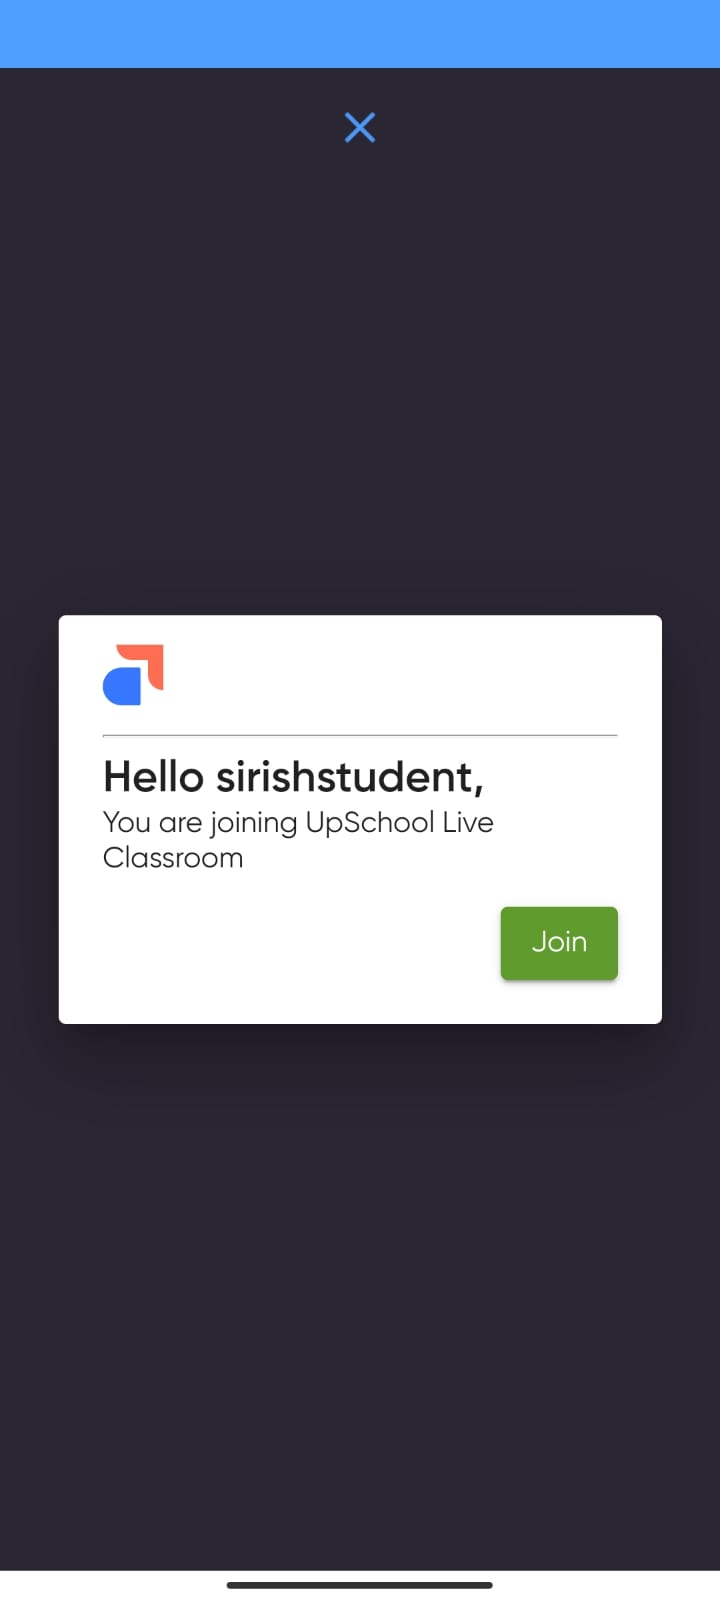 Hello sirishstudent,
You are joining UpSchool Live
Classroom
Join